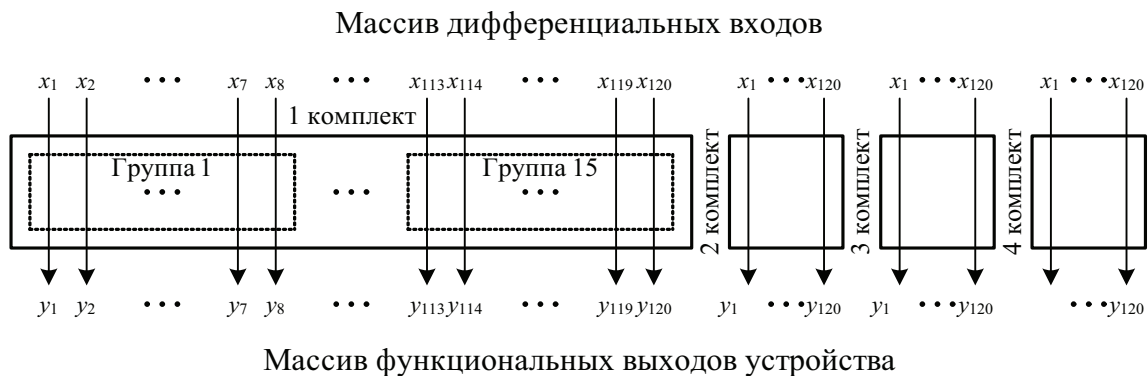 Массив дифференциальных входов
x1 x2 ••• x7 x8 ••• x113 x114 ••• x119 x120 x1 ••• x120 x1 ••• x120 x1 ••• x120
1 комплект
Группа 1 ••• Группа 15
••• ••• •••
2 комплект
3 комплект
4 комплект
y1 y2 ••• y7 y8 ••• y113 y114 ••• y119 y120 y1 ••• y120 y1 ••• y120 ••• y120
Массив функциональных выходов устройства